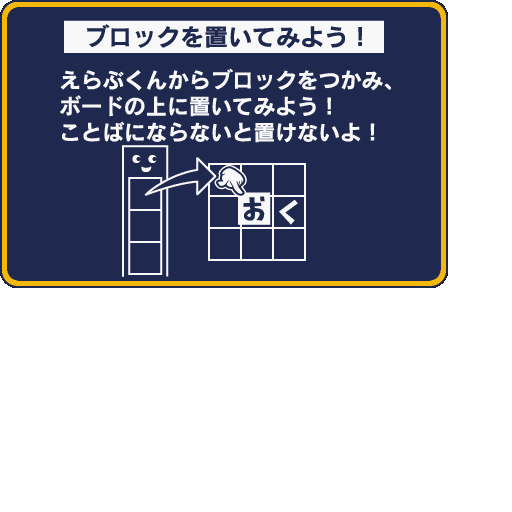 ブロックを置いてみよう！
えらぶくんからブロックをつかみ、
ボードの上に置いてみよう！
ことばにならないと置けないよ！
おく